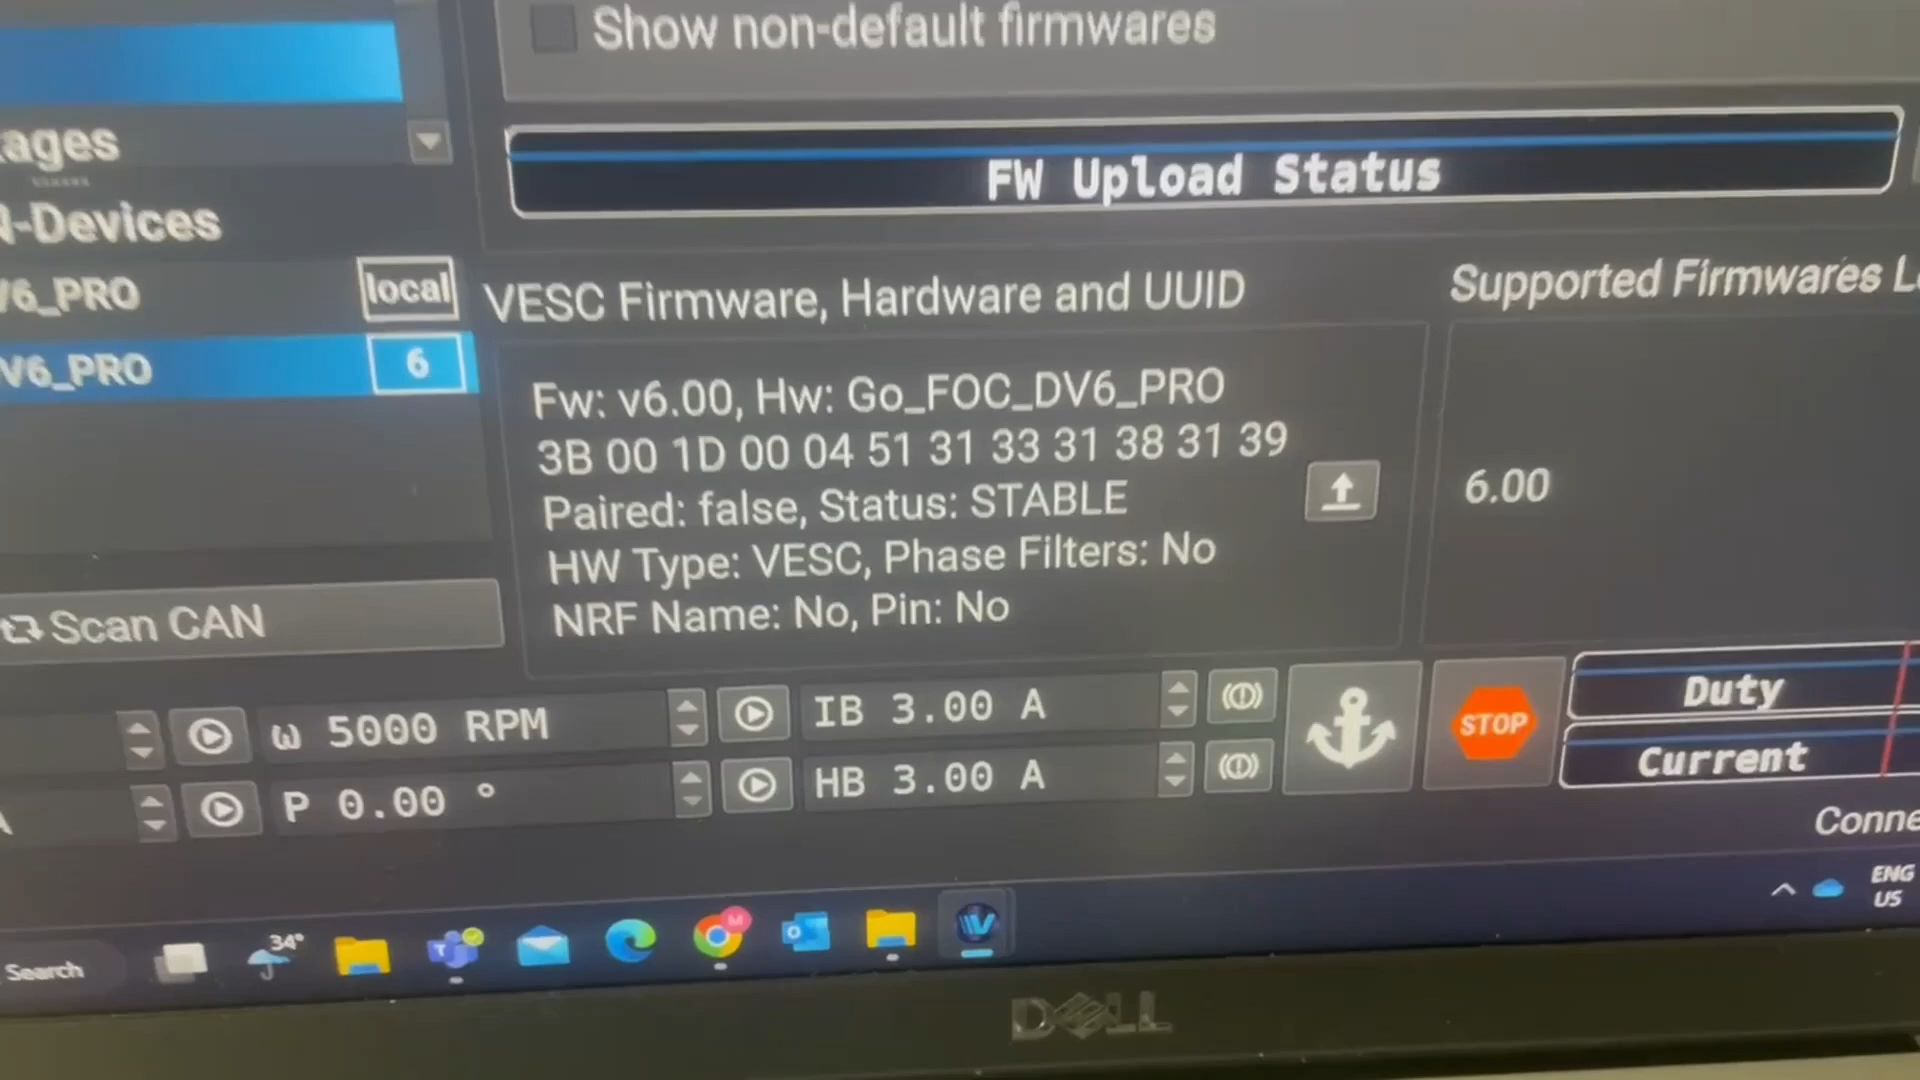 Show non-default firmwares
ages
FW Upload Status
N-Devices
V6_PRO local
V6_PRO 6
VESC Firmware, Hardware and UUID
Supported Firmwares L
Fw: v6.00, Hw: Go_FOC_DV6_PRO
3B 00 1D 00 04 51 31 33 31 38 31 39
Paired: false, Status: STABLE
HW Type: VESC, Phase Filters: No
NRF Name: No, Pin: No
6.00
Scan CAN
ω 5000 RPM
IB 3.00 A
STOP
Duty
A
P 0.00 °
HB 3.00 A
Current
Conne
Search
34°
M
T
O
ENG
US
DELL